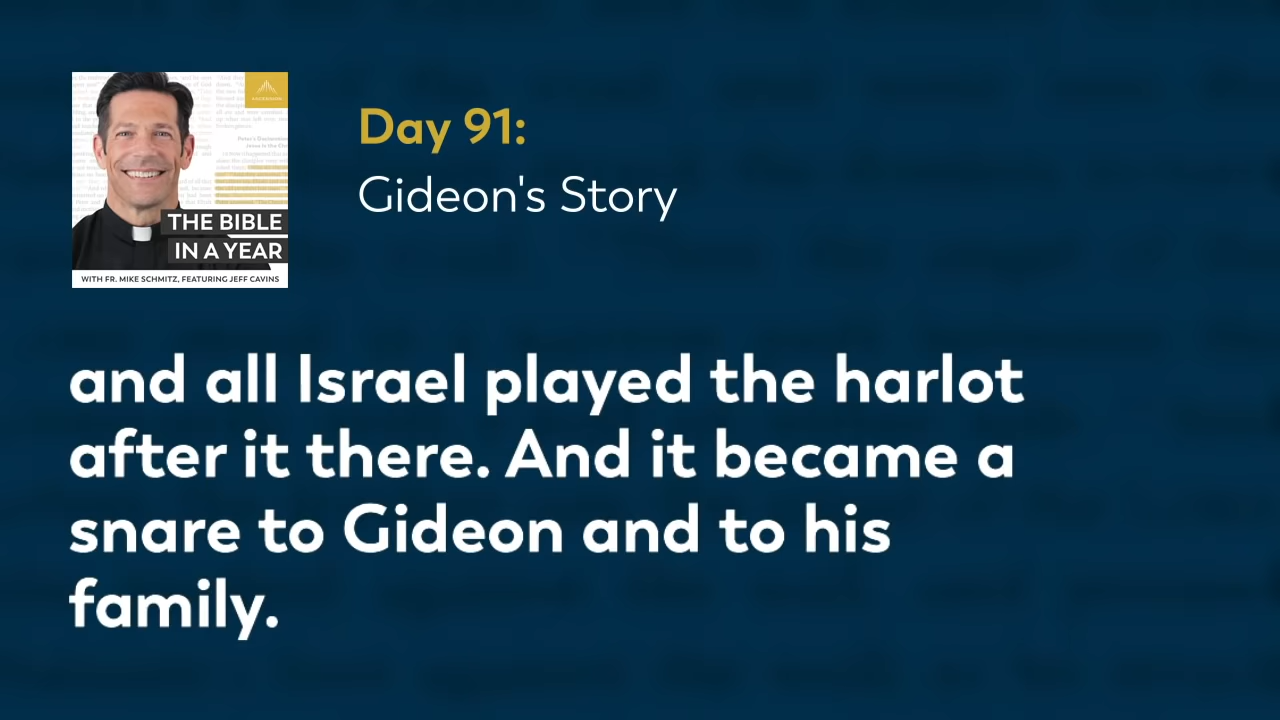 Day 91:
Gideon's Story
THE BIBLE
IN A YEAR
WITH FR. MIKE SCHMITZ, FEATURING JEFF CAVINS
and all Israel played the harlot
after it there. And it became a
snare to Gideon and to his
family.